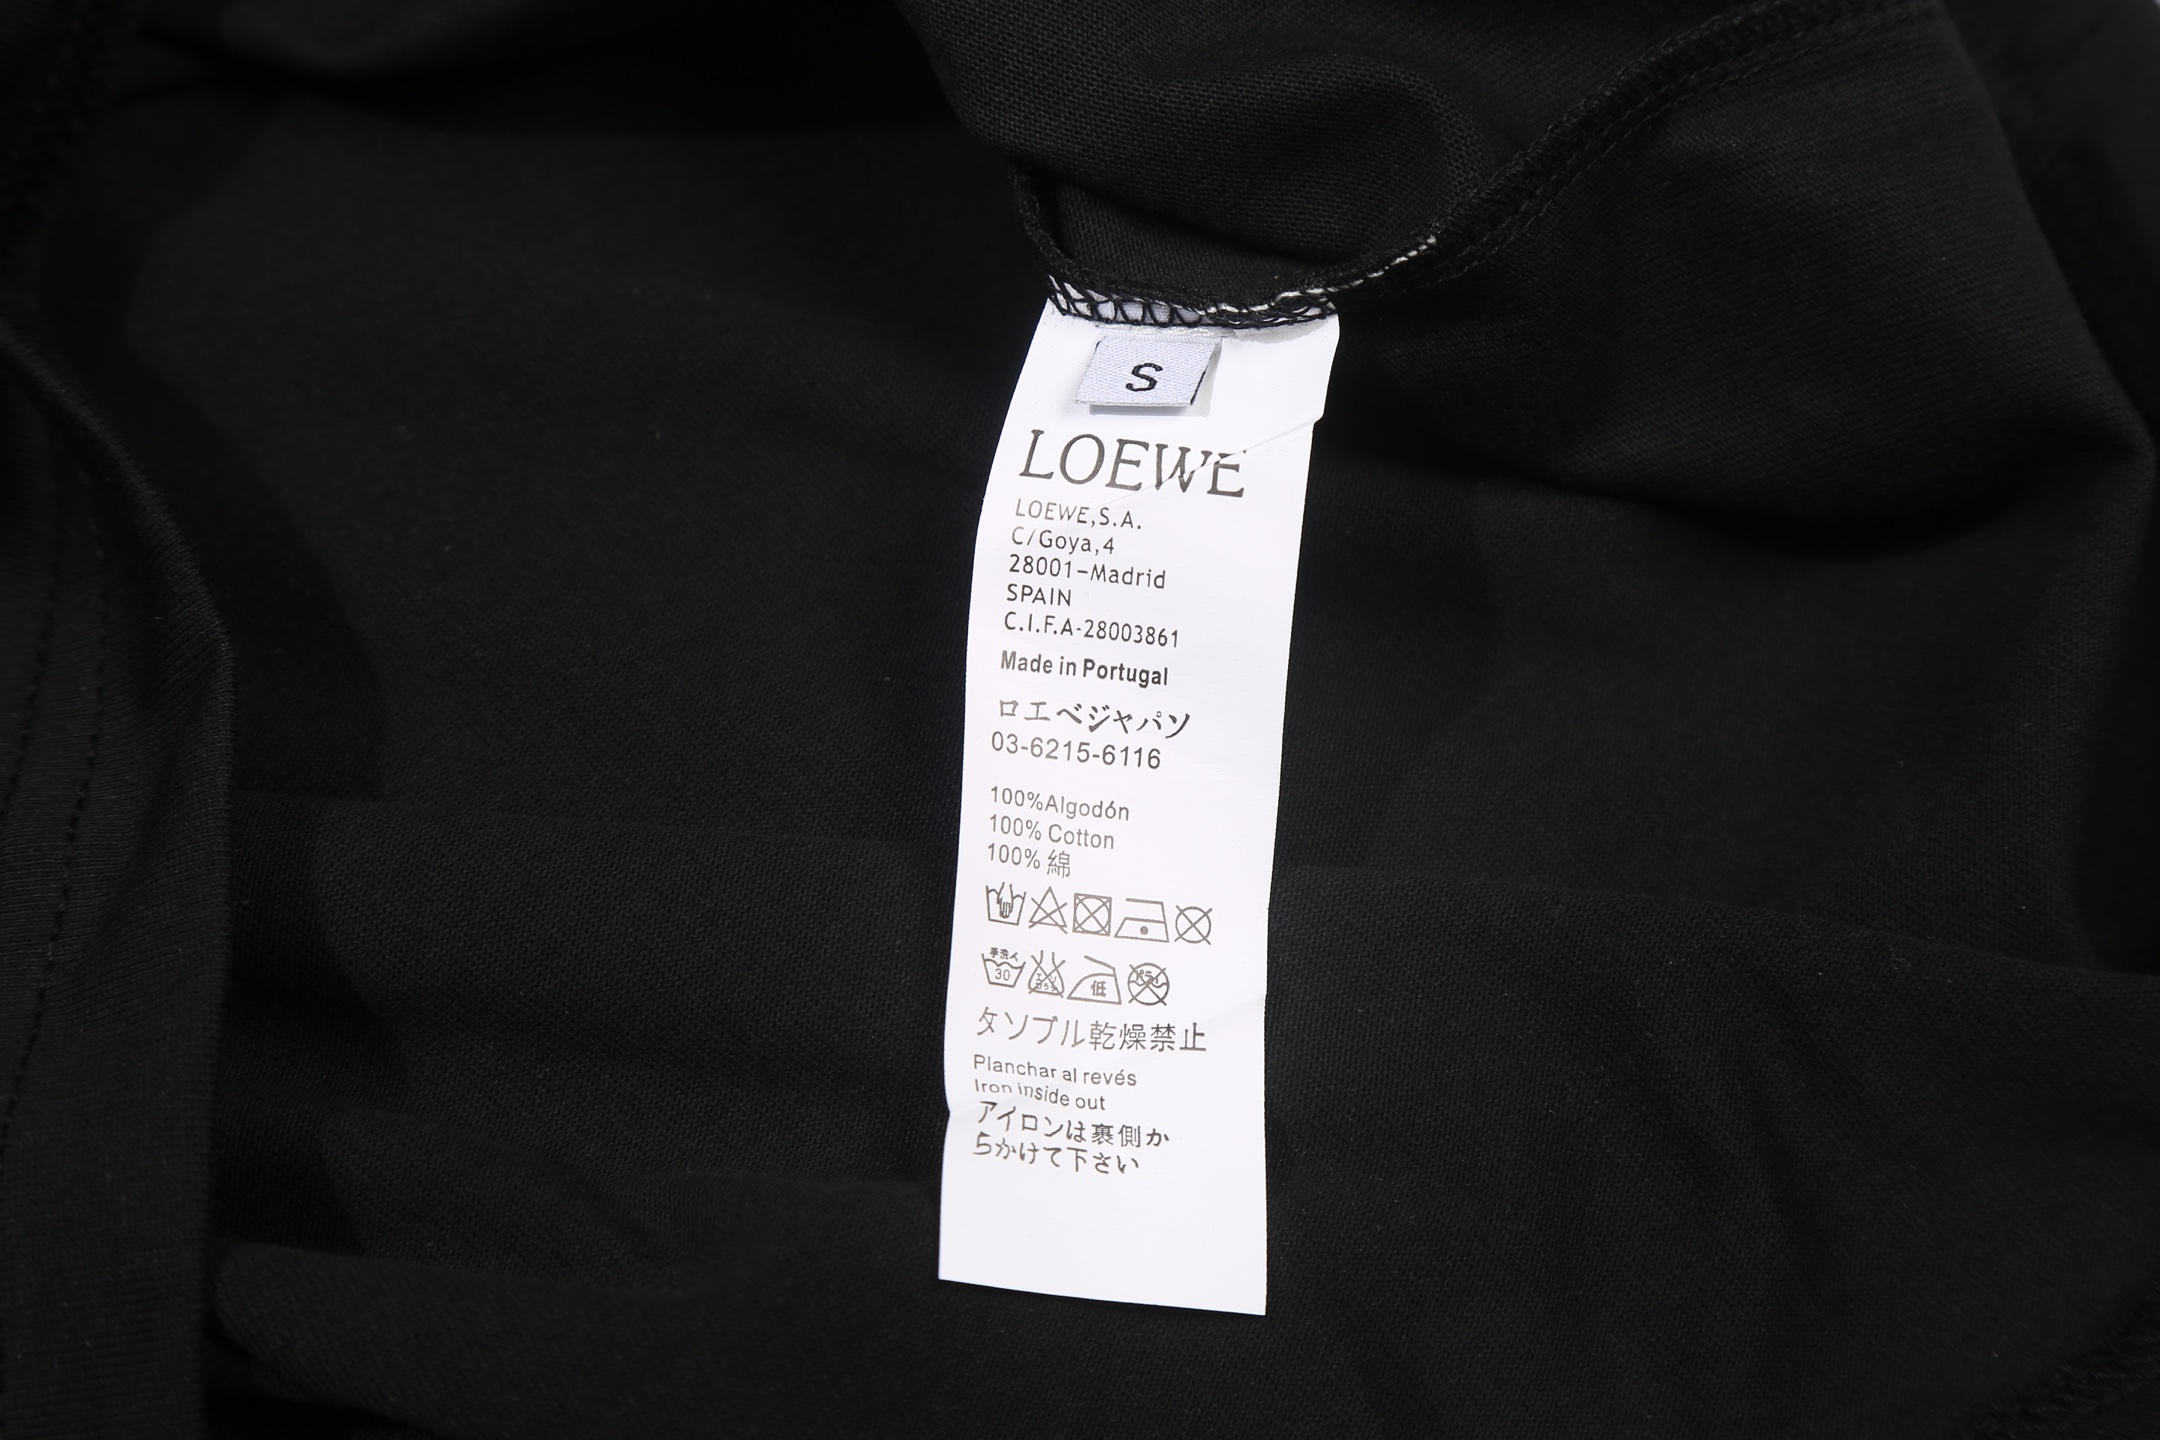 S
LOEWE
LOEWE,S.A.
C/Goya,4
28001-Madrid
SPAIN
C.I.F.A-28003861
Made in Portugal
ロエベジャパソ
03-6215-6116
100%Algodón
100% Cotton
100% 綿
手洗人
30
低
タソブル乾燥禁止
Planchar al revés
Iron inside out
アイロンは裏側か
らかけて下さい